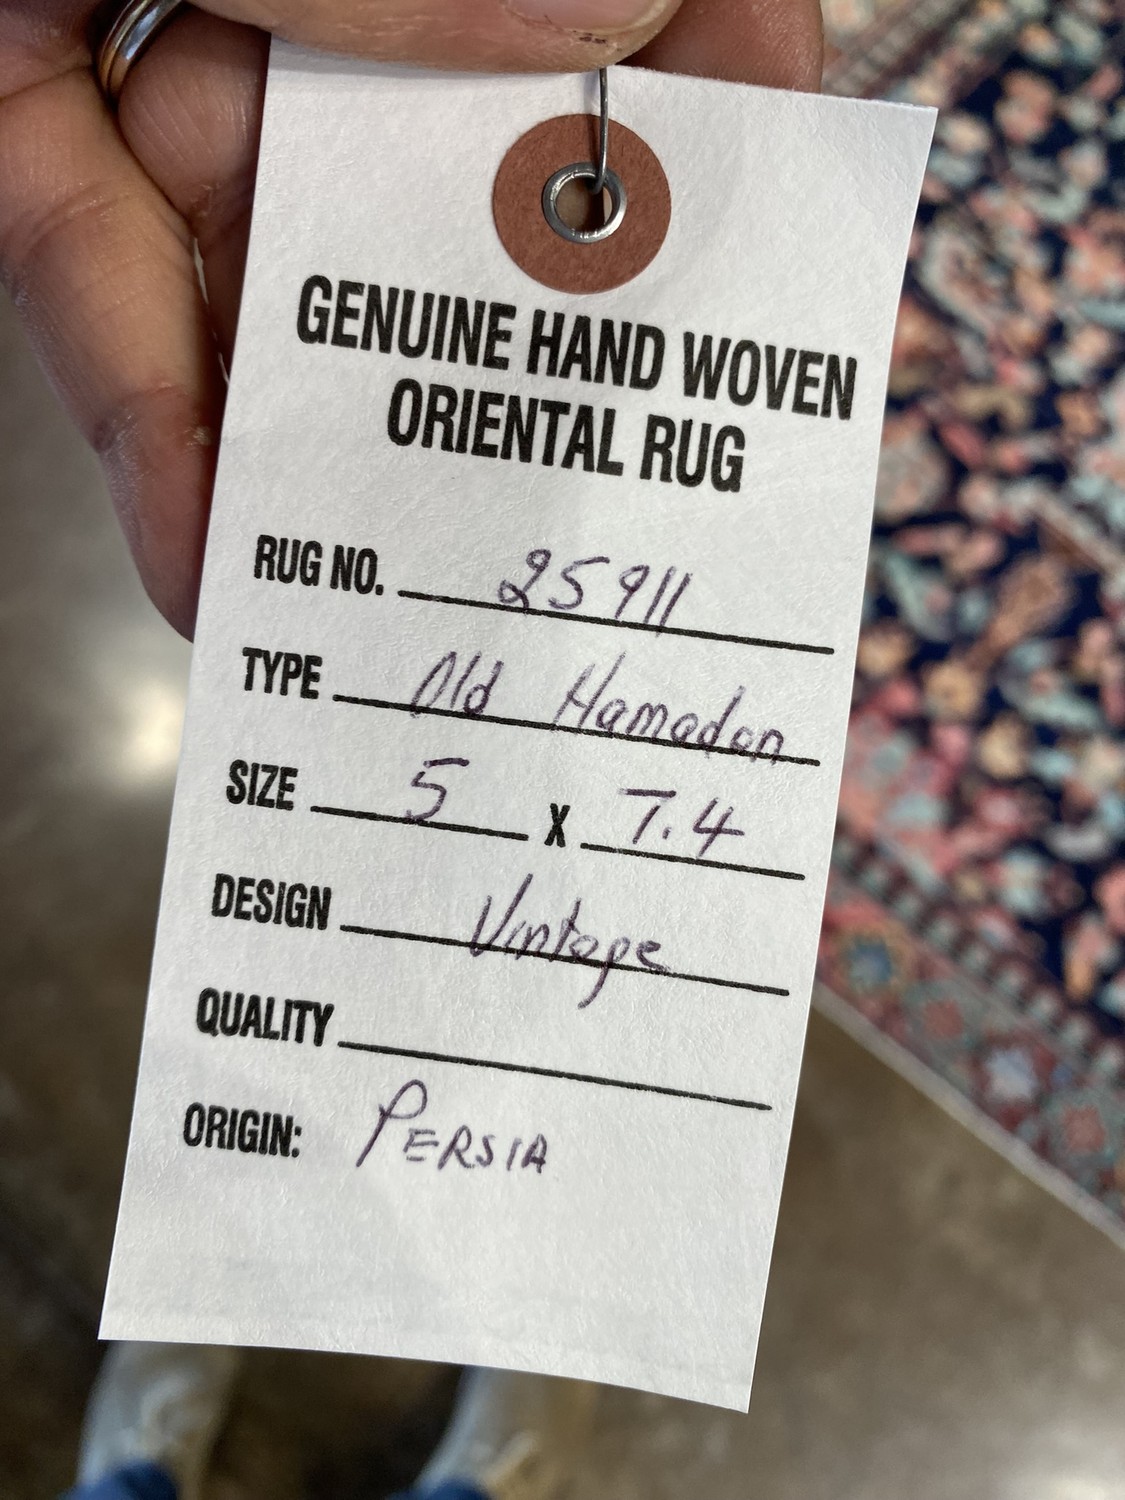 GENUINE HAND WOVEN
ORIENTAL RUG
RUG NO. 25911
TYPE Old Hamadan
SIZE 5 X 7.4
DESIGN Vintage
QUALITY
ORIGIN: PERSIA